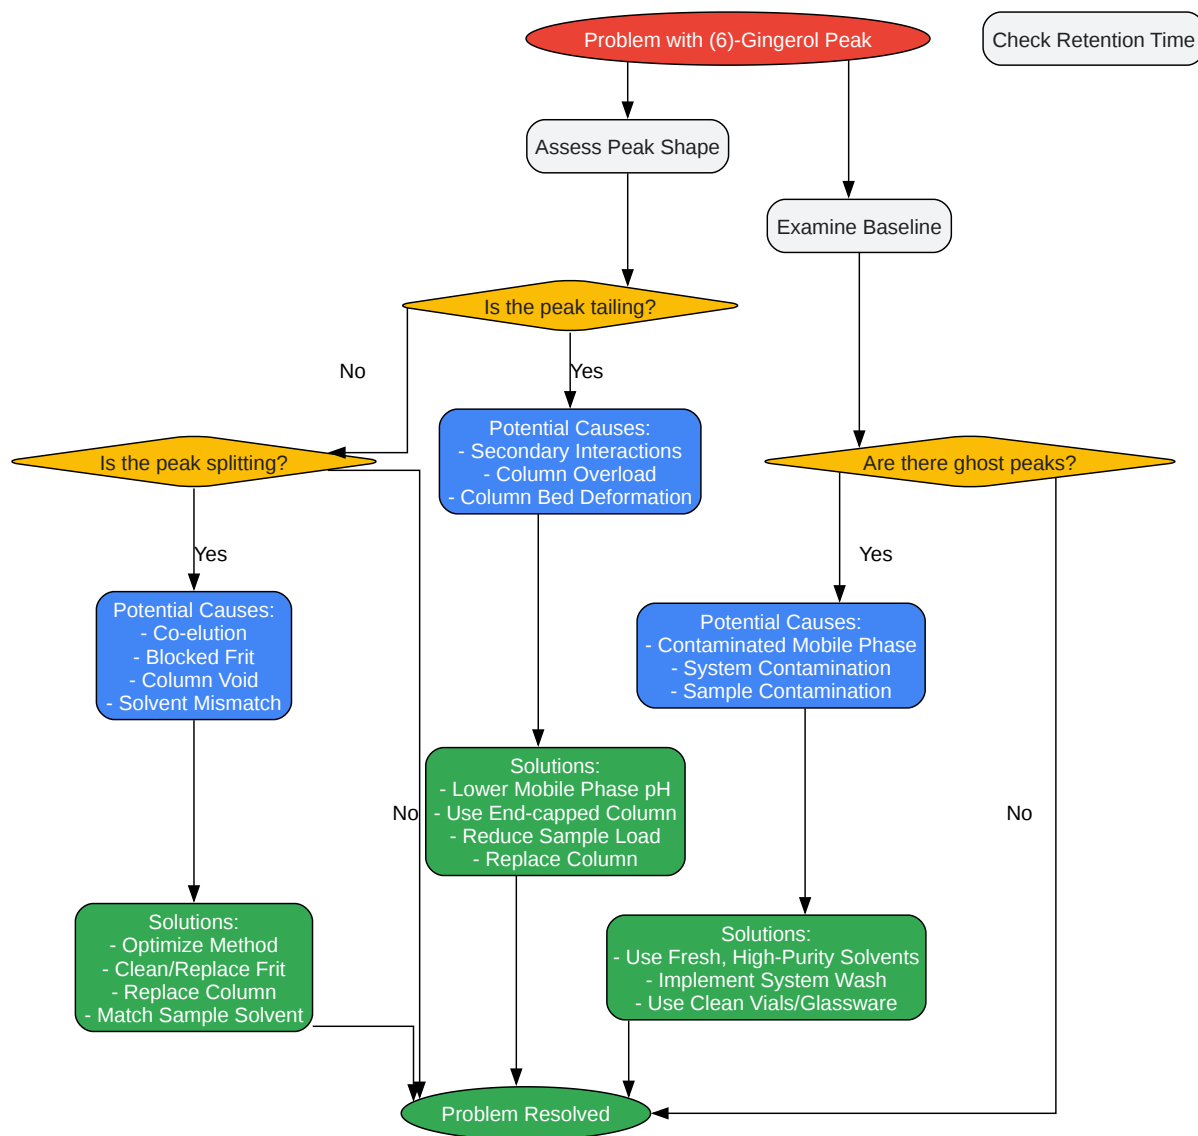 Problem with (6)-Gingerol Peak
Check Retention Time
Assess Peak Shape
Examine Baseline
Is the peak tailing?
No
Yes
Potential Causes:
- Secondary Interactions
- Column Overload
- Column Bed Deformation
Is the peak splitting?
Are there ghost peaks?
Yes
Yes
Potential Causes:
- Co-elution
- Blocked Frit
- Column Void
- Solvent Mismatch
Potential Causes:
- Contaminated Mobile Phase
- System Contamination
- Sample Contamination
No
No
Solutions:
- Lower Mobile Phase pH
- Use End-capped Column
- Reduce Sample Load
- Replace Column
Solutions:
- Optimize Method
- Clean/Replace Frit
- Replace Column
- Match Sample Solvent
Solutions:
- Use Fresh, High-Purity Solvents
- Implement System Wash
- Use Clean Vials/Glassware
Problem Resolved